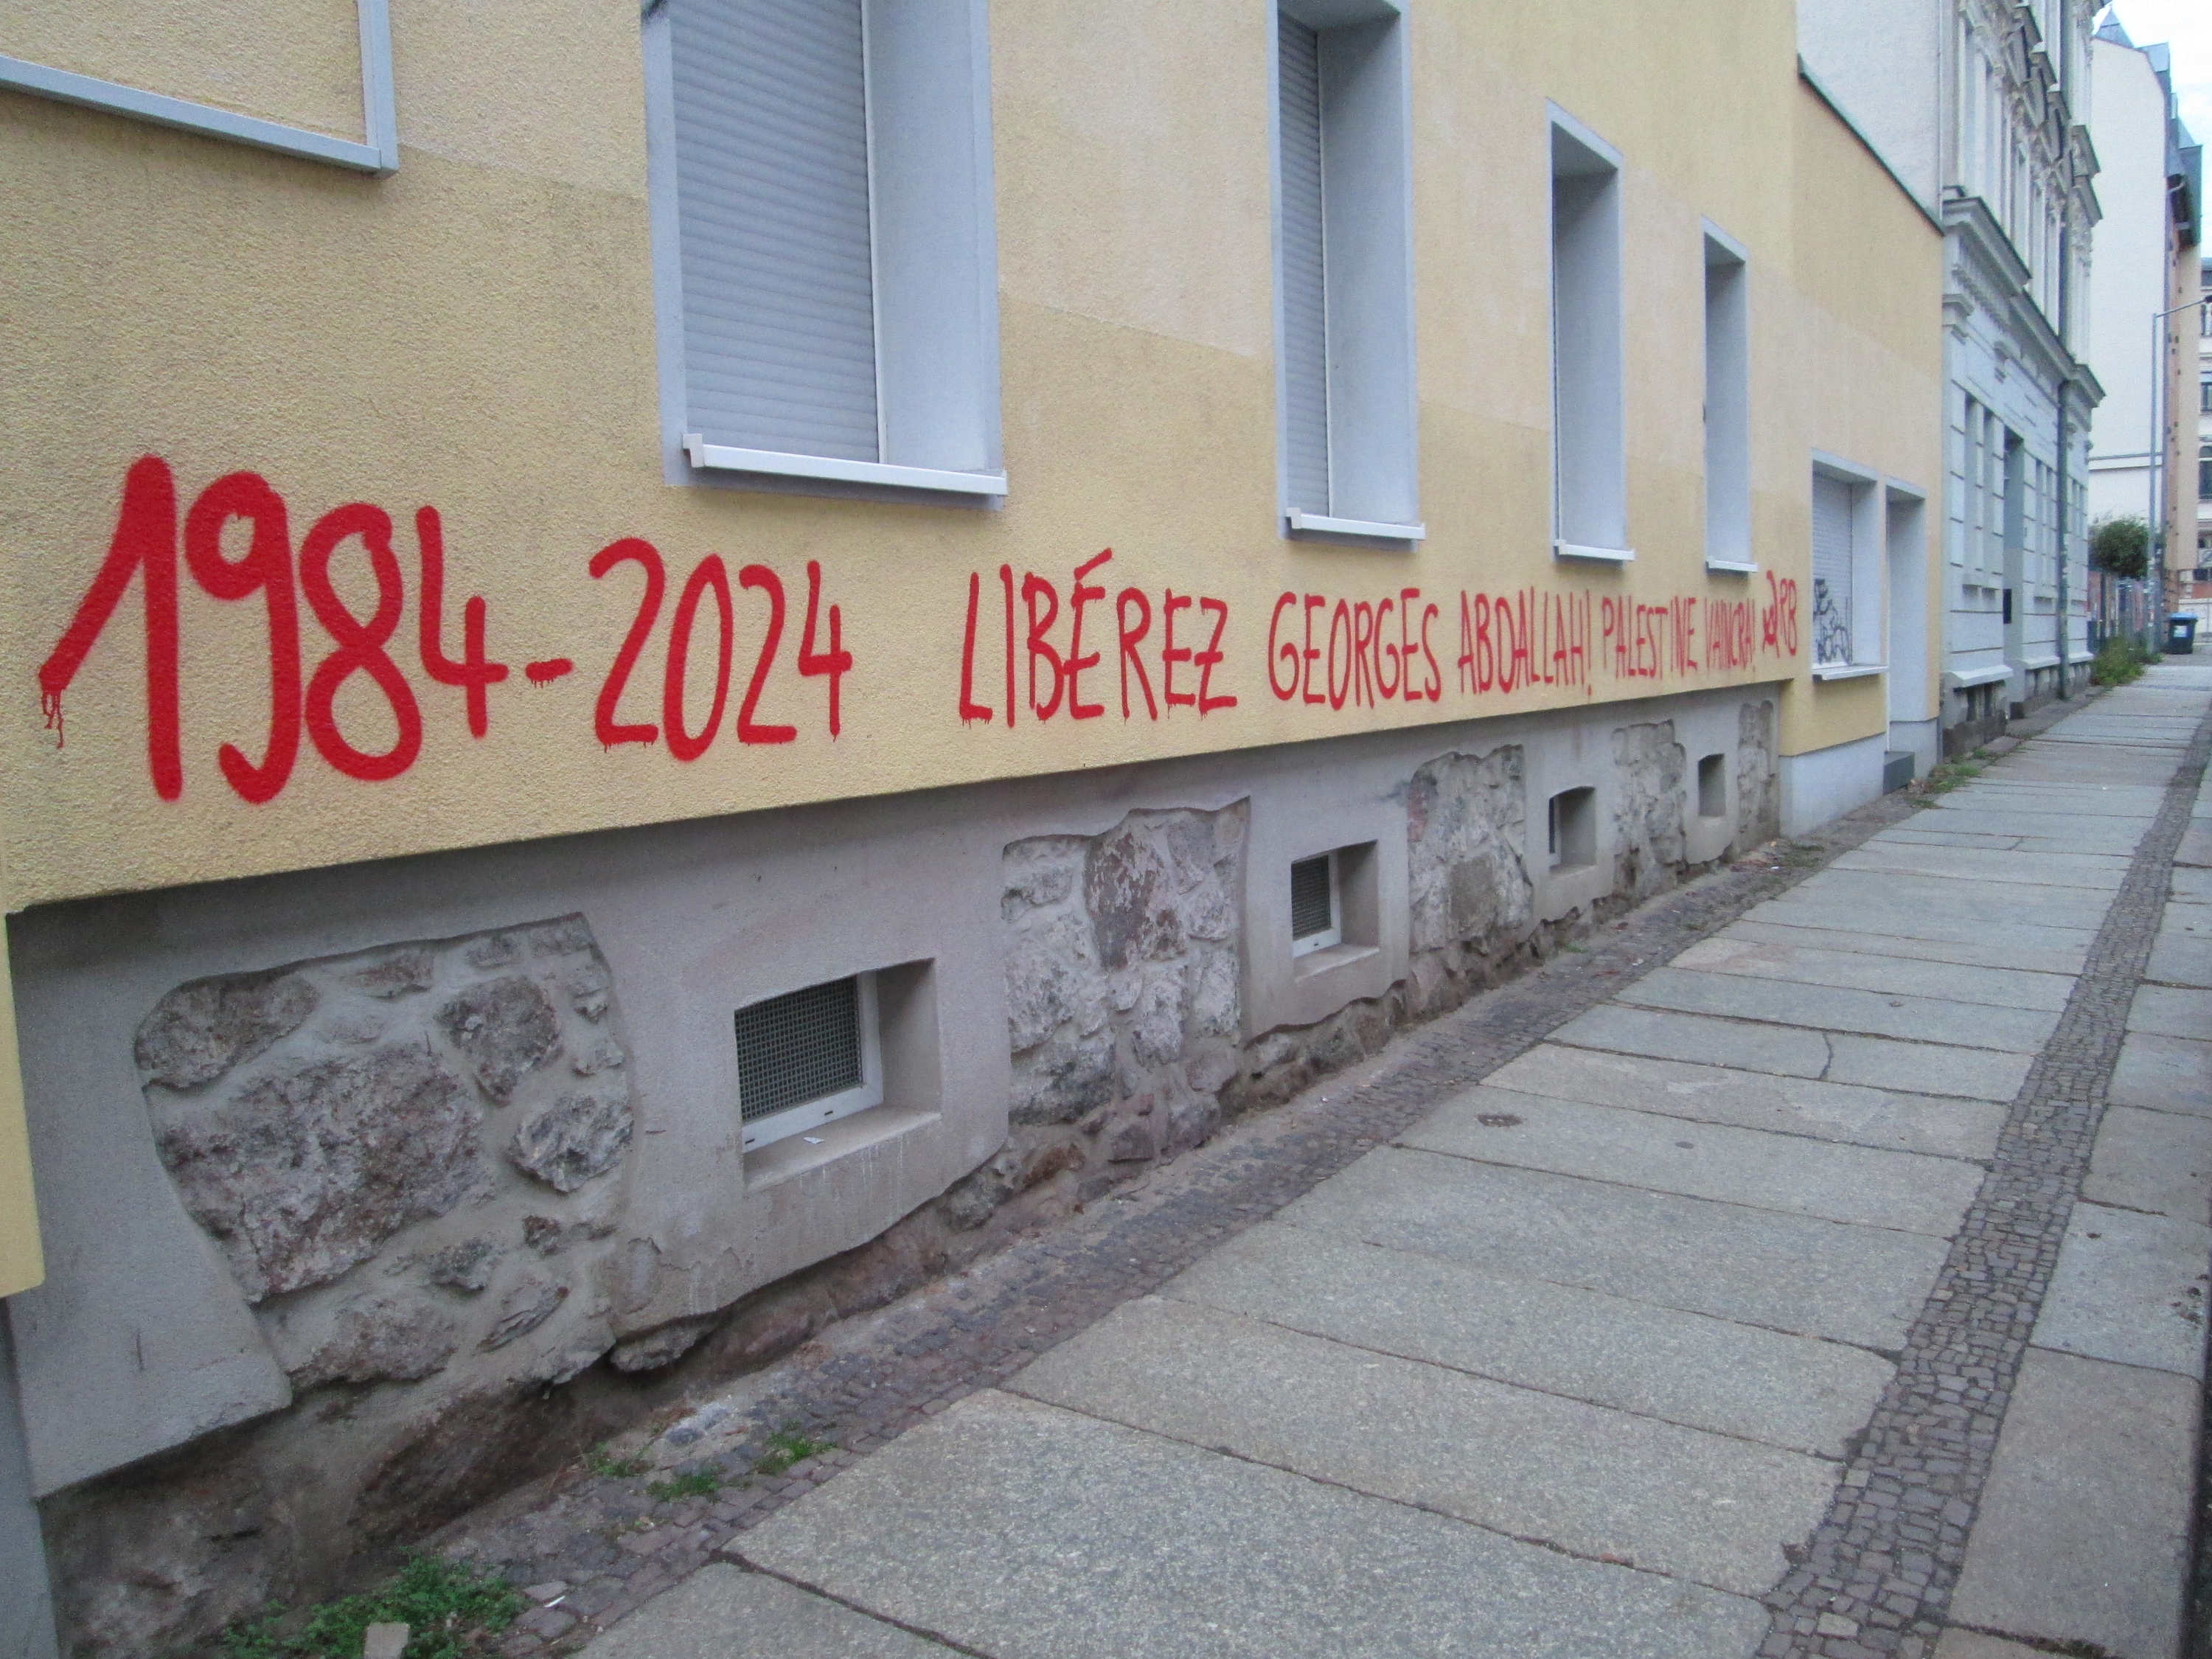 1984-2024 LIBÉREZ GEORGES ABDALLAH! PALESTINE VAINCRA!